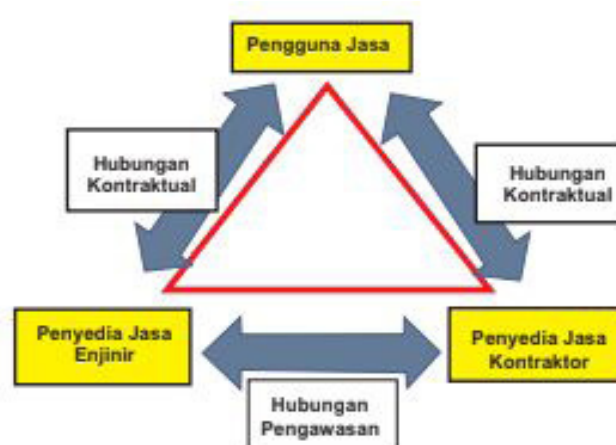 Pengguna Jasa
Hubungan
Kontraktual
Hubungan
Kontraktual
Penyedia Jasa
Enjinir
Penyedia Jasa
Kontraktor
Hubungan
Pengawasan